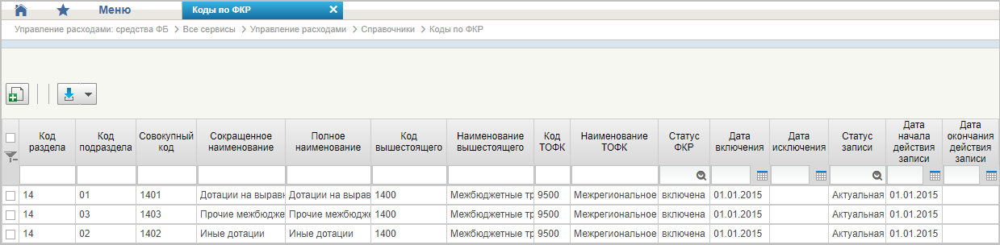 Меню Коды по ФКР
Управление расходами: средства ФБ Все сервисы Управление расходами Справочники Коды по ФКР
Код раздела Код подраздела Совокупный код Сокращенное наименование Полное наименование Код вышестоящего Наименование вышестоящего Код ТОФК Наименование ТОФК Статус ФКР Дата включения Дата исключения Статус записи Дата начала действия записи Дата окончания действия записи
14 01 1401 Дотации на вырав Дотации на вырав 1400 Межбюджетные тр 9500 Межрегиональное включена 01.01.2015 Актуальная 01.01.2015
14 03 1403 Прочие межбюдже Прочие межбюдже 1400 Межбюджетные тр 9500 Межрегиональное включена 01.01.2015 Актуальная 01.01.2015
14 02 1402 Иные дотации Иные дотации 1400 Межбюджетные тр 9500 Межрегиональное включена 01.01.2015 Актуальная 01.01.2015